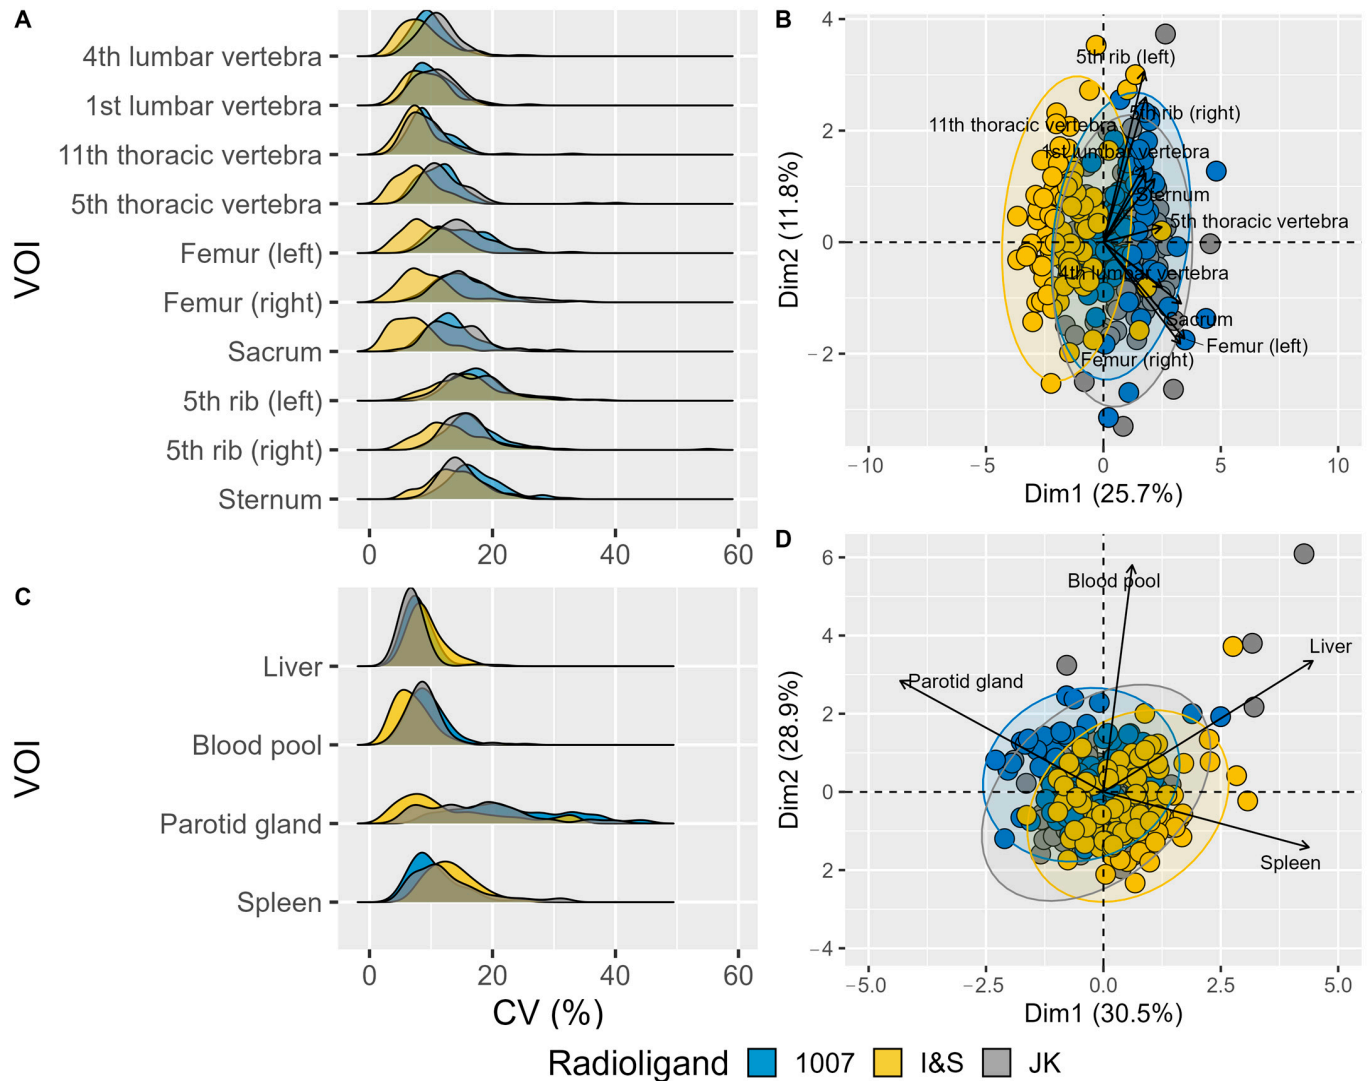 A
VOI
4th lumbar vertebra
1st lumbar vertebra
11th thoracic vertebra
5th thoracic vertebra
Femur (left)
Femur (right)
Sacrum
5th rib (left)
5th rib (right)
Sternum
0 20 40 60
B
Dim2 (11.8%)
4
2
0
−2
5th rib (left)
5th rib (right)
11th thoracic vertebra
1st lumbar vertebra
Sternum
5th thoracic vertebra
4th lumbar vertebra
Sacrum
Femur (left)
Femur (right)
−10 −5 0 5 10
Dim1 (25.7%)
C
VOI
Liver
Blood pool
Parotid gland
Spleen
0 20 40 60
CV (%)
D
Dim2 (28.9%)
6
4
2
0
2
−4
Blood pool
Liver
Parotid gland
Spleen
−5.0 −2.5 0.0 2.5 5.0
Dim1 (30.5%)
Radioligand 1007 I&S JK